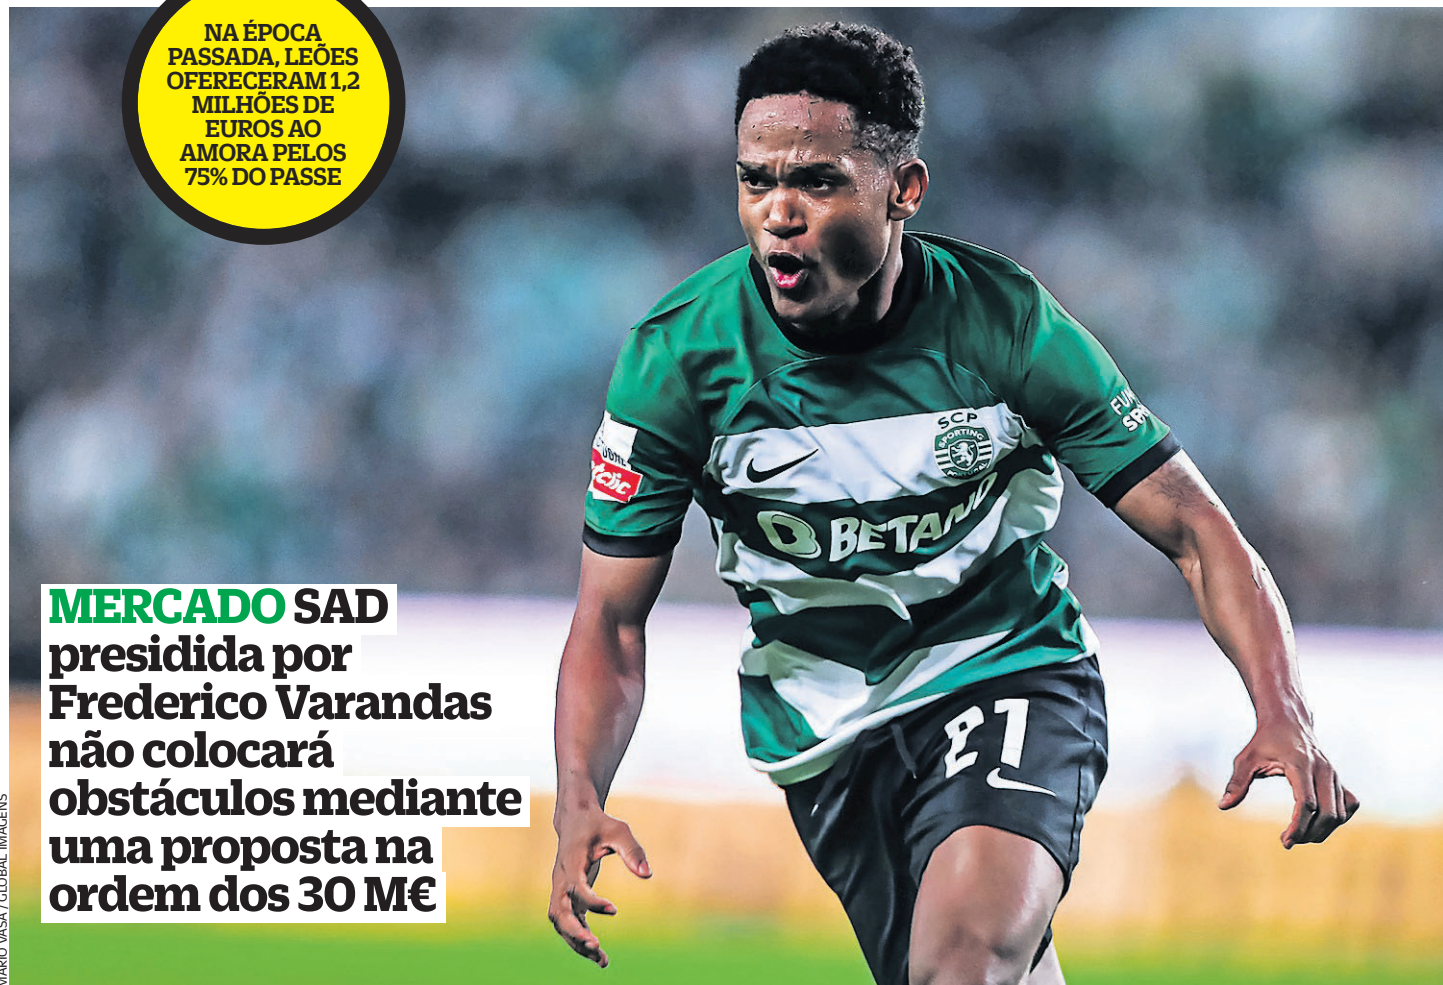 NA ÉPOCA
PASSADA, LEÕES
OFERECERAM 1,2
MILHÕES DE
EUROS AO
AMORA PELOS
75% DO PASSE
SCP
SPORTING
PORTUGAL
BETANO
21
MERCADO SAD
presidida por
Frederico Varandas
não colocará
obstáculos mediante
uma proposta na
ordem dos 30 M€
MÁRIO VASA / GLOBAL IMAGENS